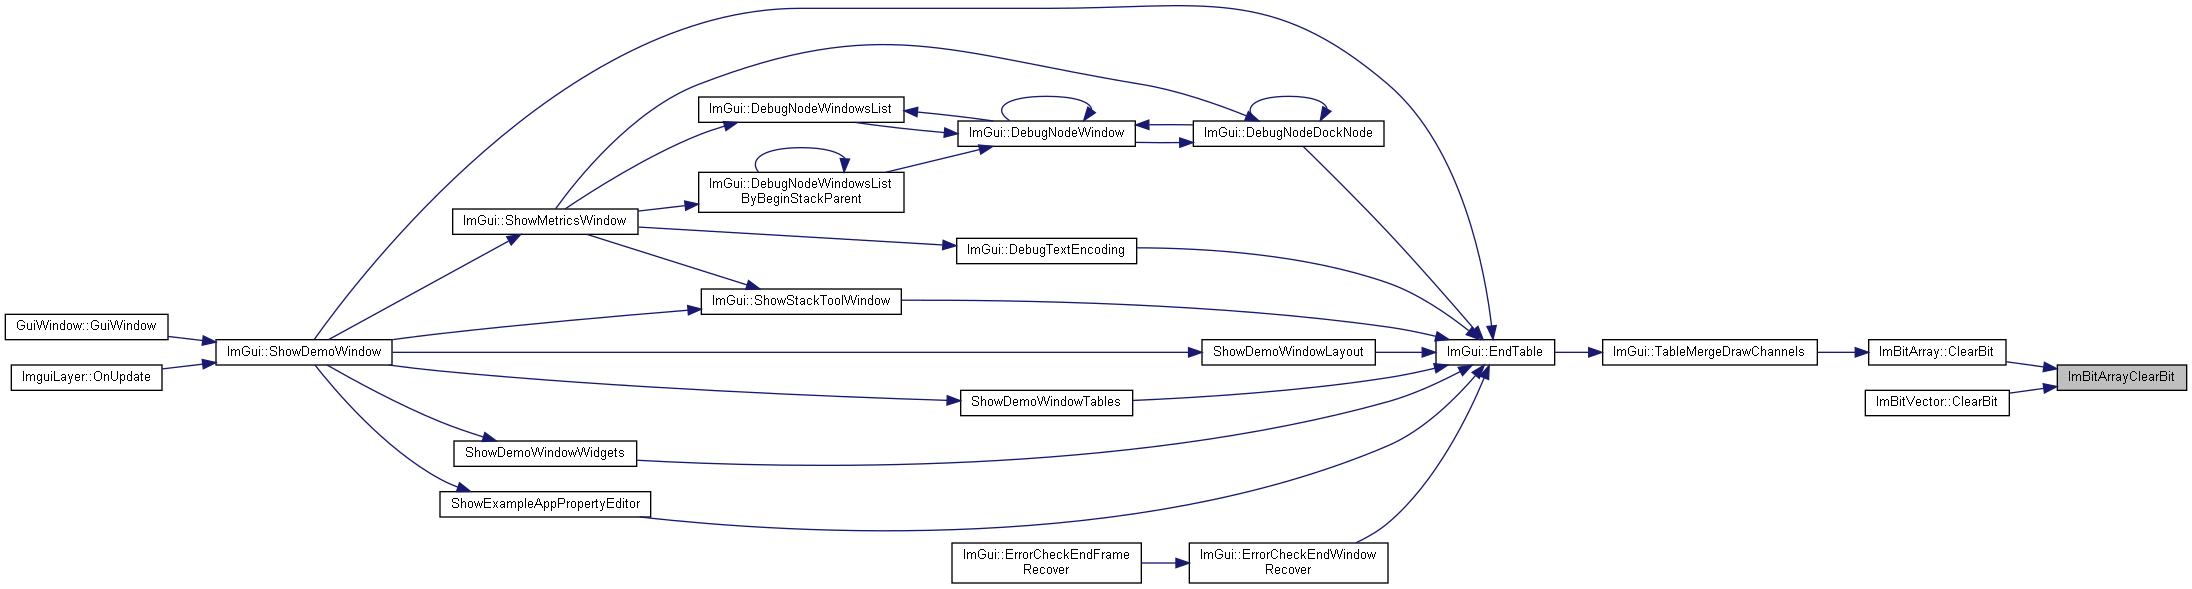 ImGui::DebugNodeWindowsList
ImGui::DebugNodeWindow
ImGui::DebugNodeDockNode
ImGui::DebugNodeWindowsList
ByBeginStackParent
ImGui::ShowMetricsWindow
ImGui::DebugTextEncoding
ImGui::ShowStackToolWindow
GuiWindow::GuiWindow
ImGui::ShowDemoWindow
ShowDemoWindowLayout
ImGui::EndTable
ImGui::TableMergeDrawChannels
ImBitArray::ClearBit
ImBitArrayClearBit
ImguiLayer::OnUpdate
ShowDemoWindowTables
ImBitVector::ClearBit
ShowDemoWindowWidgets
ShowExampleAppPropertyEditor
ImGui::ErrorCheckEndFrame
Recover
ImGui::ErrorCheckEndWindow
Recover